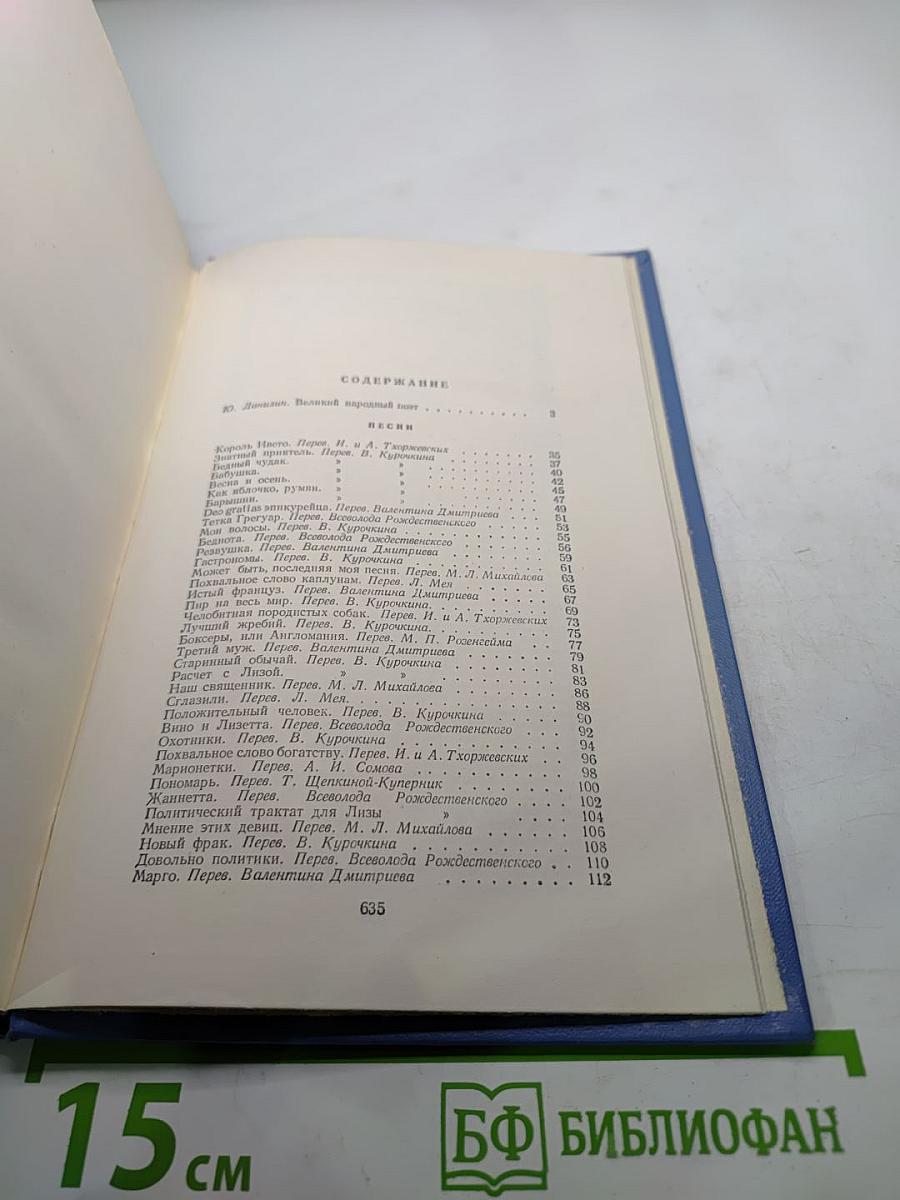 СОДЕРЖАНИЕ
Ю. Данилин. Великий народный поэт . . . . . . . . . . 3
ПЕСНИ
Король Ивето. Перев. И. и А. Тхоржевских . . . . . . 35
Знатный приятель. Перев. В. Курочкина . . . . . . 37
Бедный чудак. » » . . . . . . 40
Бабушка. » » . . . . . . 42
Весна и осень. » » . . . . . . 45
Как яблочко, румян. » » . . . . . . 47
Барышни. » » . . . . . . 49
Deo gratias эпикурейца. Перев. Валентина Дмитриева . . . . 51
Тетка Грегуар. Перев. Всеволода Рождественского . . . . 53
Мои волосы. Перев. В. Курочкина . . . . . . 55
Беднота. Перев. Всеволода Рождественского . . . . 56
Резвушка. Перев. Валентина Дмитриева . . . . . . 59
Гастрономы. Перев. В. Курочкина . . . . . . 61
Может быть, последняя моя песня. Перев. М. Л. Михайлова 63
Похвальное слово каплунам. Перев. Л. Мея . . . . . . 65
Истый француз. Перев. Валентина Дмитриева . . . . . 67
Пир на весь мир. Перев. В. Курочкина. . . . . . . 69
Челобитная породистых собак. Перев. И. и А. Тхоржевских 73
Лучший жребий. Перев. В. Курочкина. . . . . . . 75
Боксеры, или Англомания. Перев. М. П. Розенгейма . . 77
Третий муж. Перев. Валентина Дмитриева . . . . . . 79
Старинный обычай. Перев. В. Курочкина . . . . . . 81
Расчет с Лизой. » » . . . . . . 83
Наш священник. Перев. М. Л. Михайлова . . . . . . 86
Сглазили. Перев. Л. Мея. . . . . . . . . . 88
Положительный человек. Перев. В. Курочкина . . . . . 90
Вино и Лизетта. Перев. Всеволода Рождественского . . . 92
Охотники. Перев. В. Курочкина . . . . . . . . 94
Похвальное слово богатству. Перев. И. и А. Тхоржевских . . 96
Марионетки. Перев. А. И. Сомова . . . . . . . . 98
Пономарь. Перев. Т. Щепкиной-Куперник . . . . . . 100
Жаннетта. Перев. Всеволода Рождественского . . . . 102
Политический трактат для Лизы » . . . . 104
Мнение этих девиц. Перев. М. Л. Михайлова . . . . . . 106
Новый фрак. Перев. В. Курочкина . . . . . . . . . 108
Довольно политики. Перев. Всеволода Рождественского . . 110
Марго. Перев. Валентина Дмитриева . . . . . . . . 112
635
15 см
БФ БИБЛИОФАН